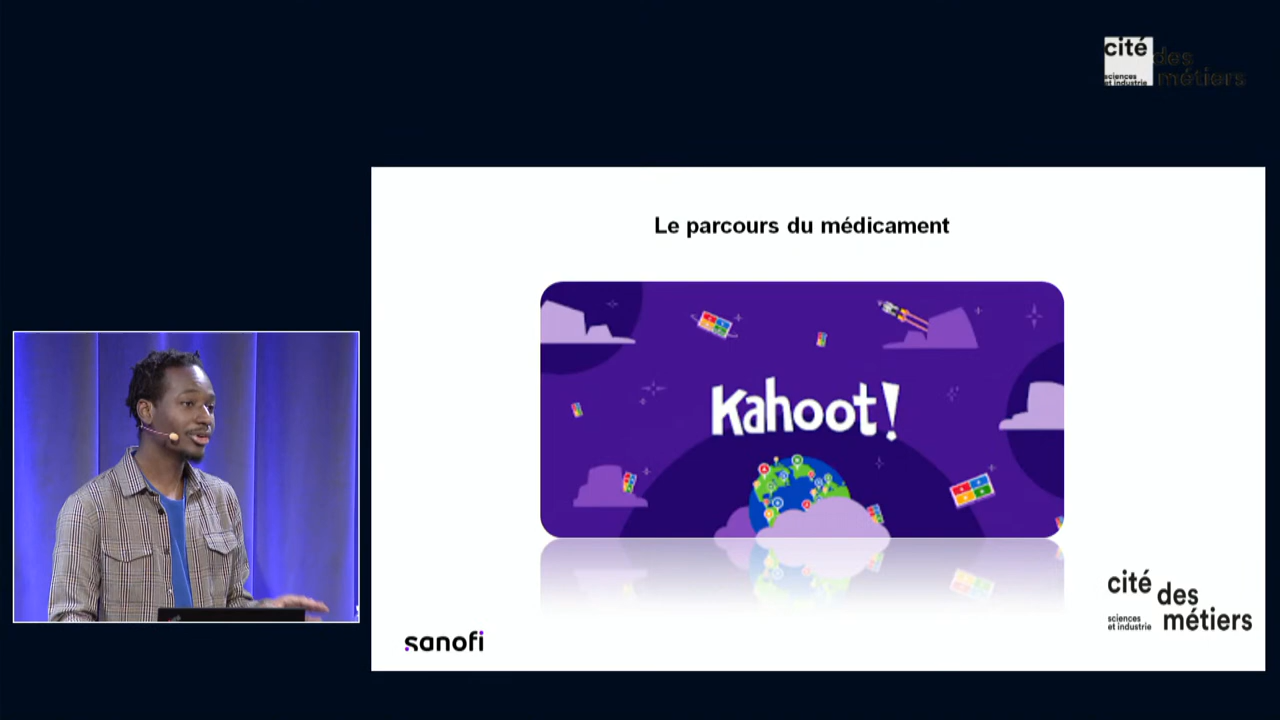 cité
des
sciences
et industrie
métiers
Le parcours du médicament
Kahoot!
cité
des
sciences
et industrie
métiers
sanofi